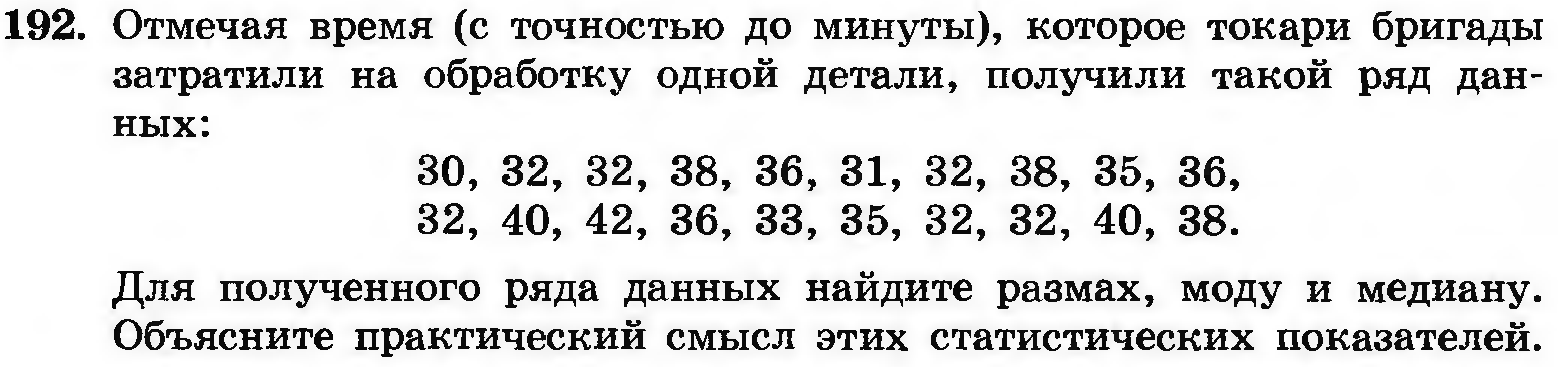 192. Отмечая время (с точностью до минуты), которое токари бригады
затратили на обработку одной детали, получили такой ряд дан-
ных:
30, 32, 32, 38, 36, 31, 32, 38, 35, 36,
32, 40, 42, 36, 33, 35, 32, 32, 40, 38.
Для полученного ряда данных найдите размах, моду и медиану.
Объясните практический смысл этих статистических показателей.